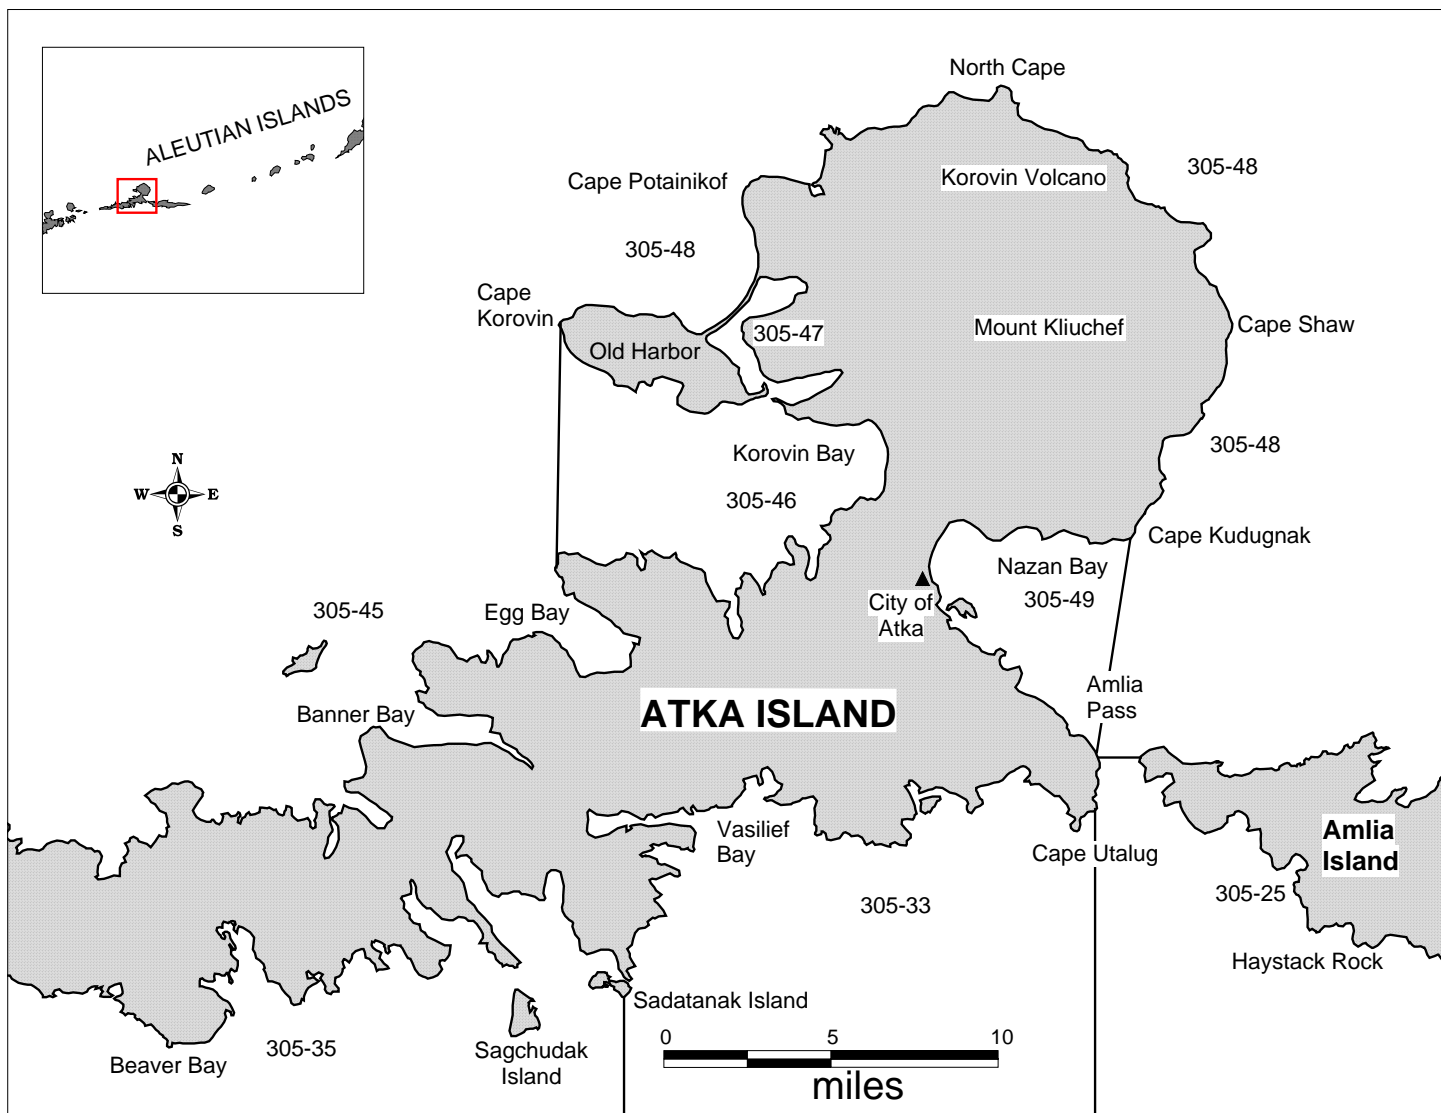 North Cape
ALEUTIAN ISLANDS
305-48
Korovin Volcano
Cape Potainikof
305-48
Cape
Korovin
305-47
Mount Kliuchef
Cape Shaw
Old Harbor
305-48
Korovin Bay
N
W
E
S
305-46
Cape Kudugnak
Nazan Bay
305-49
City of
Atka
305-45
Egg Bay
Amlia
Pass
ATKA ISLAND
Banner Bay
Vasilief
Bay
Cape Utalug
Amlia
Island
305-33
305-25
Haystack Rock
Sadatanak Island
305-35
Beaver Bay
Sagchudak
Island
0
5
10
miles